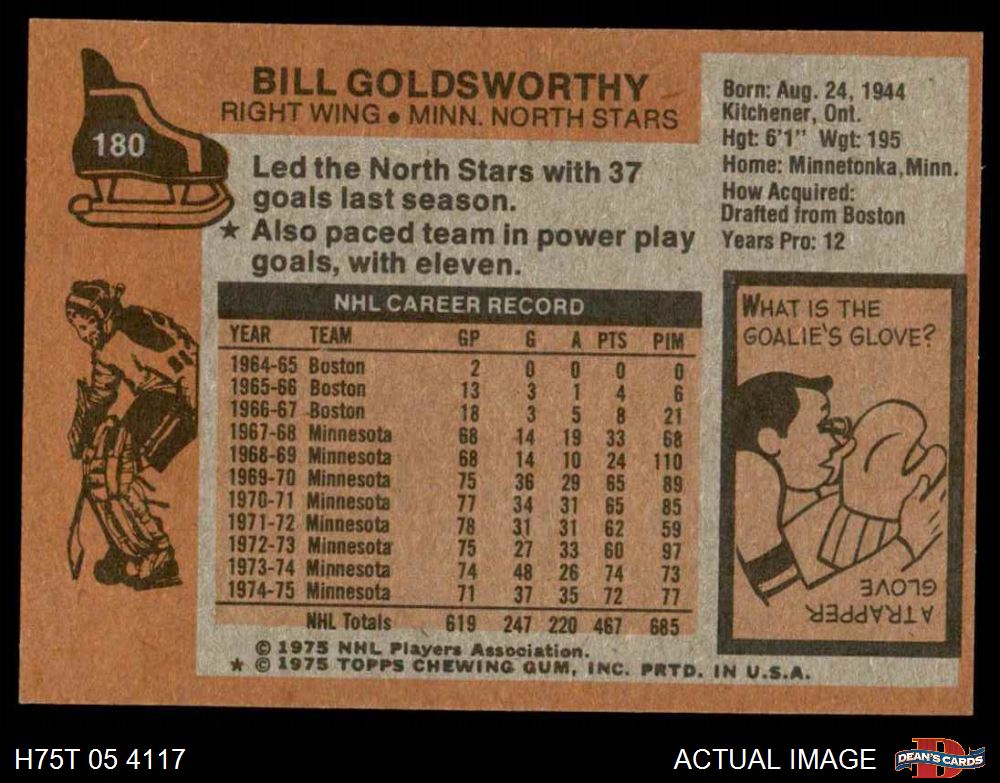 180
BILL GOLDSWORTHY
RIGHT WING • MINN. NORTH STARS
Led the North Stars with 37
goals last season.
★ Also paced team in power play
goals, with eleven.
Born: Aug. 24, 1944
Kitchener, Ont.
Hgt: 6'1" Wgt: 195
Home: Minnetonka, Minn.
How Acquired:
Drafted from Boston
Years Pro: 12
NHL CAREER RECORD
YEAR TEAM GP G A PTS PIM
1964-65 Boston 2 0 0 0 0
1965-66 Boston 13 3 1 4 6
1966-67 Boston 18 3 5 8 21
1967-68 Minnesota 68 14 19 33 68
1968-69 Minnesota 68 14 10 24 110
1969-70 Minnesota 75 36 29 65 89
1970-71 Minnesota 77 34 31 65 85
1971-72 Minnesota 78 31 31 62 59
1972-73 Minnesota 75 27 33 60 97
1973-74 Minnesota 74 48 26 74 73
1974-75 Minnesota 71 37 35 72 77
NHL Totals 619 247 220 467 685
© 1975 NHL Players Association.
★ © 1975 TOPPS CHEWING GUM, INC. PRTD. IN U.S.A.
WHAT IS THE
GOALIE'S GLOVE?
A TRAPPER
GLOVE
H75T 05 4117
ACTUAL IMAGE
D
DEAN'S CARDS